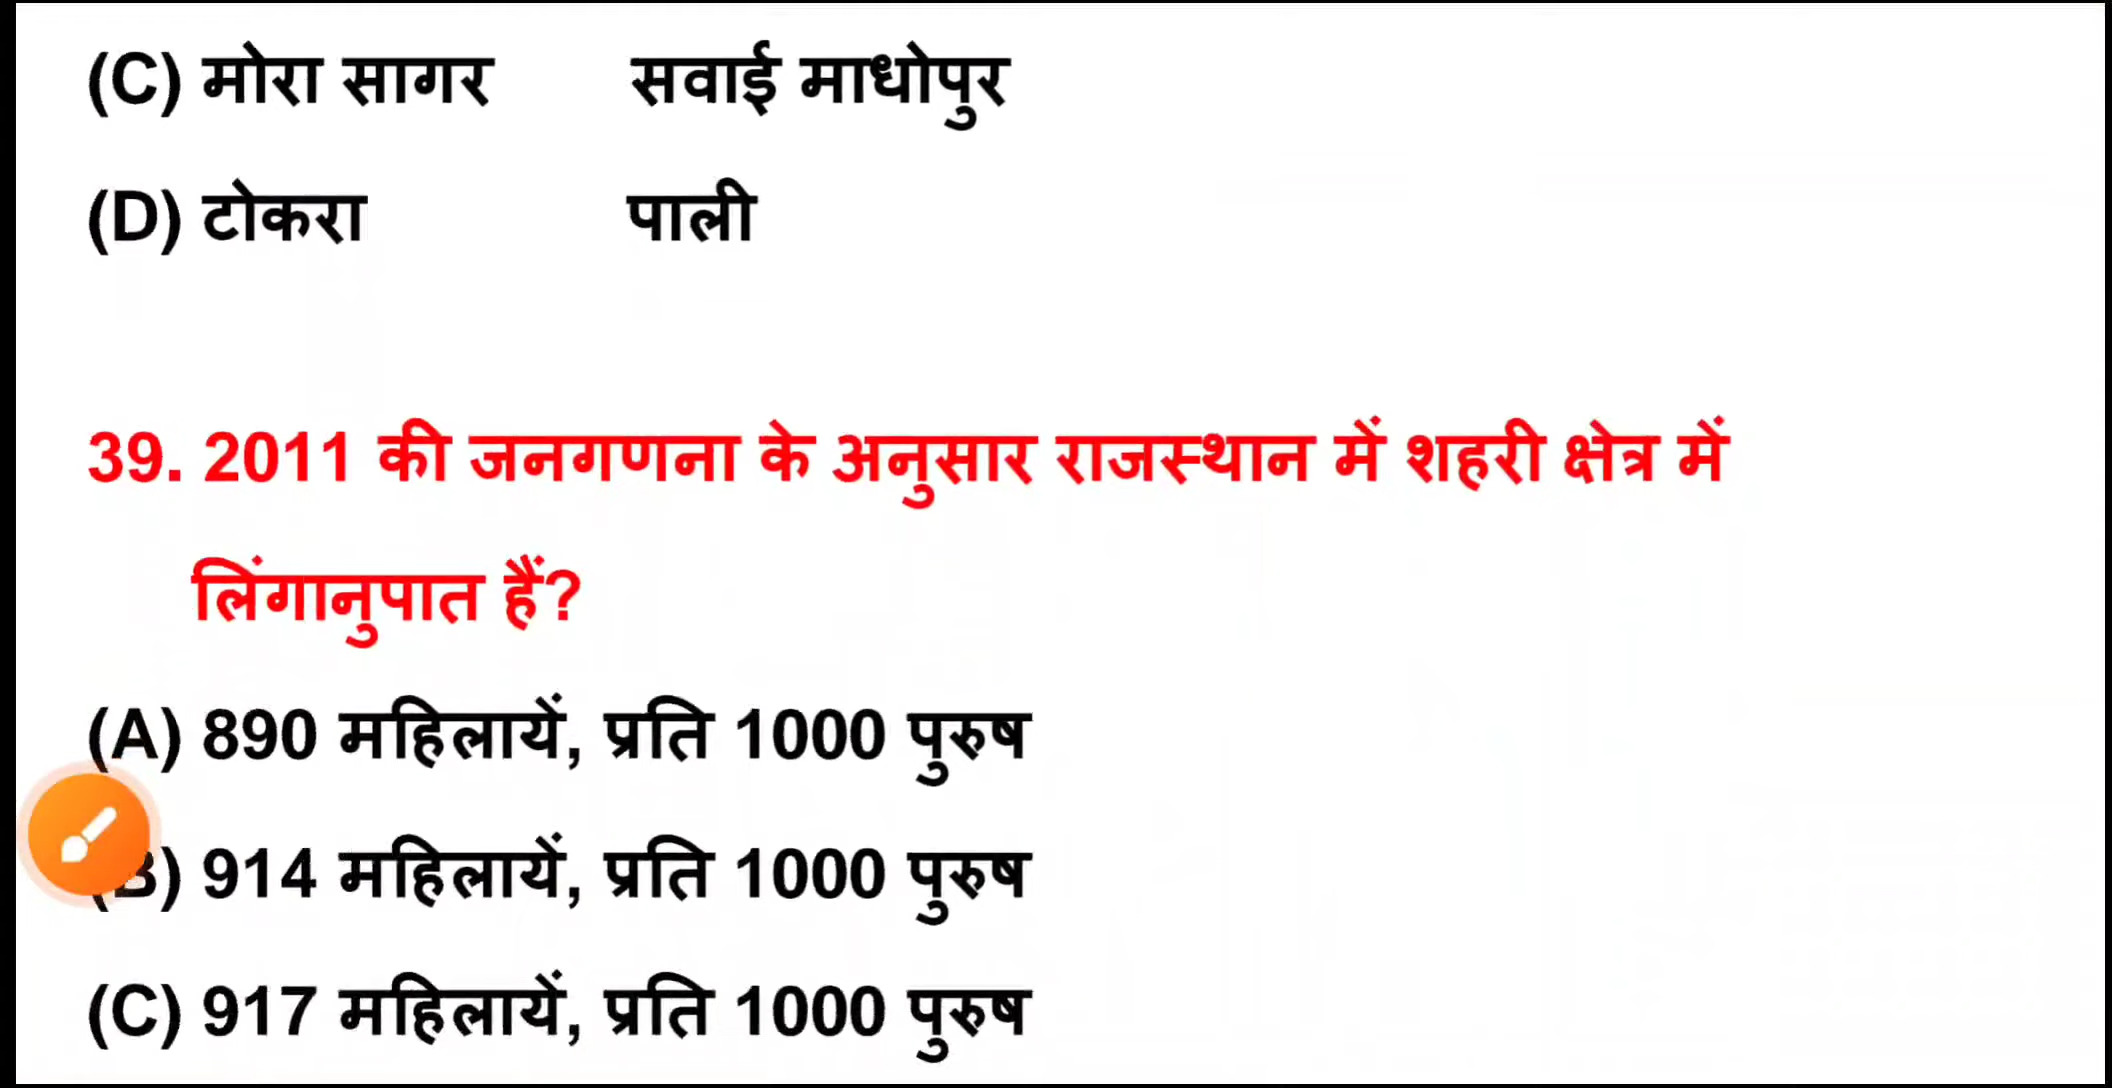 (C) मोरा सागर सवाई माधोपुर
(D) टोकरा पाली
39. 2011 की जनगणना के अनुसार राजस्थान में शहरी क्षेत्र में
लिंगानुपात हैं?
(A) 890 महिलायें, प्रति 1000 पुरुष
(B) 914 महिलायें, प्रति 1000 पुरुष
(C) 917 महिलायें, प्रति 1000 पुरुष